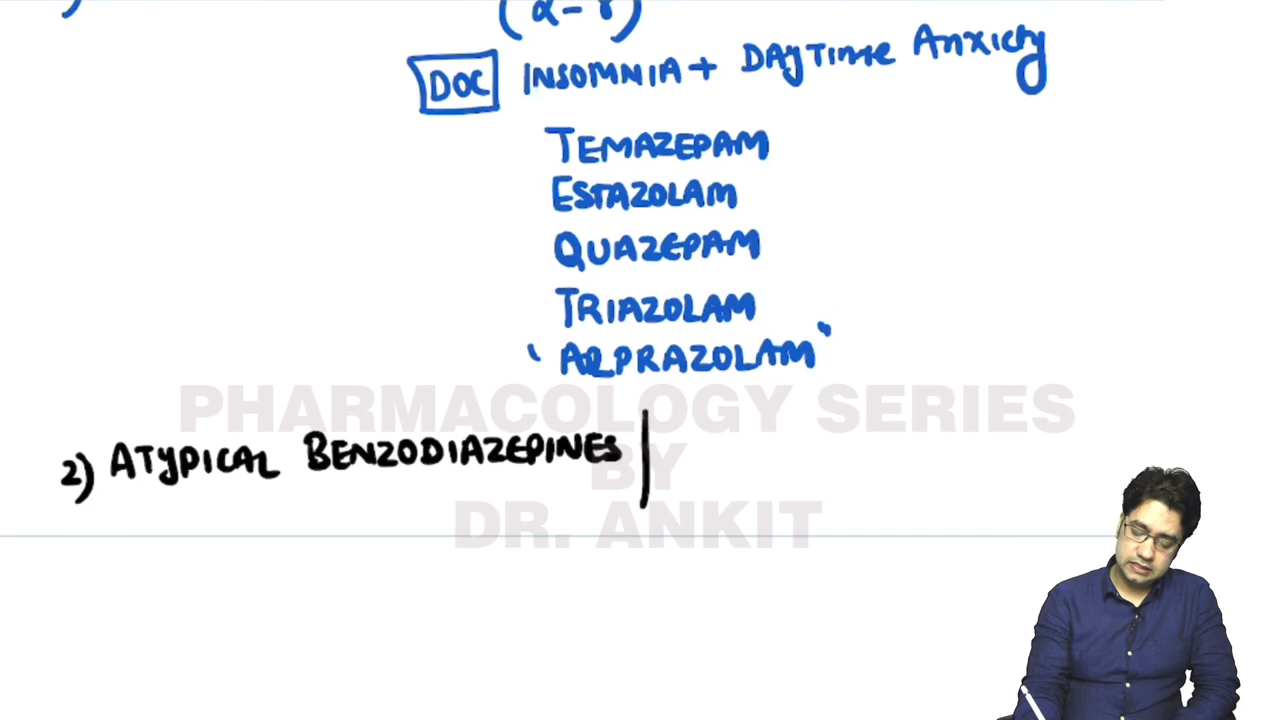 (α-γ)
DOC INSOMNIA + DAYTIME ANXIETY
TEMAZEPAM
ESTAZOLAM
QUAZEPAM
TRIAZOLAM
" ALPRAZOLAM "
PHARMACOLOGY SERIES
2) ATYPICAL BENZODIAZEPINES
BY
DR. ANKIT